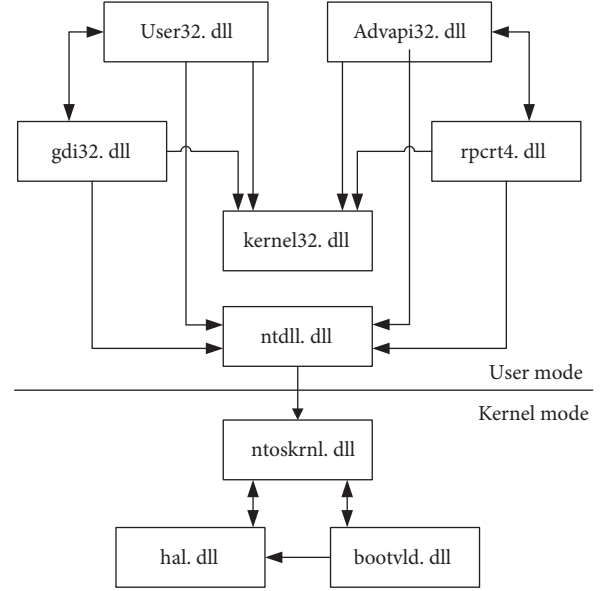 User32. dll
Advapi32. dll
gdi32. dll
rpcrt4. dll
kernel32. dll
ntdll. dll
User mode
Kernel mode
ntoskrnl. dll
hal. dll
bootvld. dll